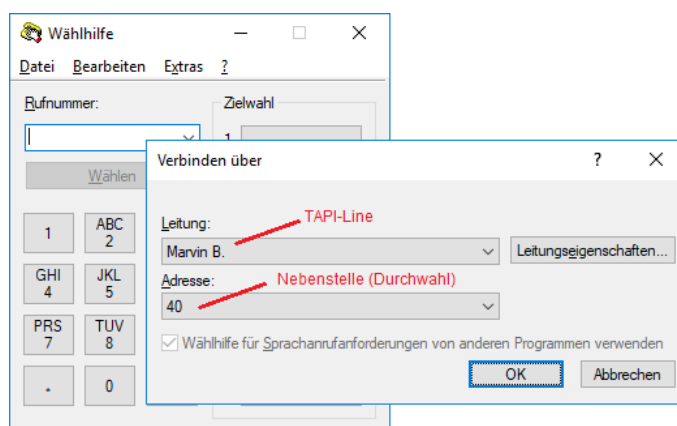 Wählhilfe
Datei Bearbeiten Extras ?
Rufnummer:
Zielwahl
1
Wählen
Verbinden über
?
Leitung:
TAPI-Line
Marvin B.
Leitungseigenschaften...
Adresse:
Nebenstelle (Durchwahl)
40
Wählhilfe für Sprachanrufanforderungen von anderen Programmen verwenden
OK
Abbrechen
1
ABC
2
GHI
4
JKL
5
PRS
7
TUV
8
.
0